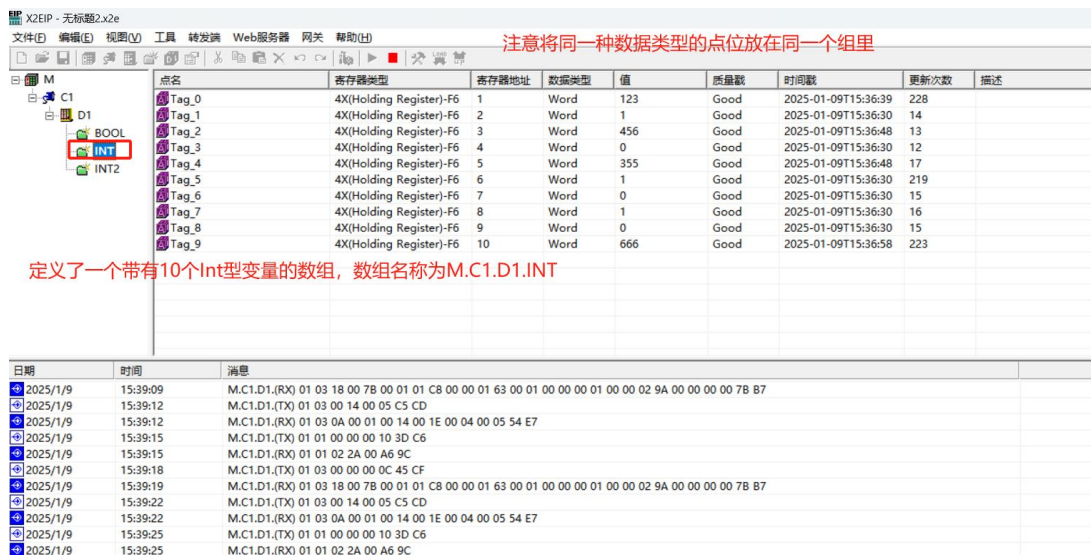 X2EIP - 无标题2.x2e
文件(F) 编辑(E) 视图(V) 工具 转发端 Web服务器 网关 帮助(H)
注意将同一种数据类型的点位放在同一个组里
M
C1
D1
BOOL
INT
INT2
点名 寄存器类型 寄存器地址 数据类型 值 质量戳 时间戳 更新次数 描述
Tag_0 4X(Holding Register)-F6 1 Word 123 Good 2025-01-09T15:36:39 228
Tag_1 4X(Holding Register)-F6 2 Word 1 Good 2025-01-09T15:36:30 14
Tag_2 4X(Holding Register)-F6 3 Word 456 Good 2025-01-09T15:36:48 13
Tag_3 4X(Holding Register)-F6 4 Word 0 Good 2025-01-09T15:36:30 12
Tag_4 4X(Holding Register)-F6 5 Word 355 Good 2025-01-09T15:36:48 17
Tag_5 4X(Holding Register)-F6 6 Word 1 Good 2025-01-09T15:36:30 219
Tag_6 4X(Holding Register)-F6 7 Word 0 Good 2025-01-09T15:36:30 15
Tag_7 4X(Holding Register)-F6 8 Word 1 Good 2025-01-09T15:36:30 16
Tag_8 4X(Holding Register)-F6 9 Word 0 Good 2025-01-09T15:36:30 15
Tag_9 4X(Holding Register)-F6 10 Word 666 Good 2025-01-09T15:36:58 223
定义了一个带有10个Int型变量的数组，数组名称为M.C1.D1.INT
日期 时间 消息
2025/1/9 15:39:09 M.C1.D1.(RX) 01 03 18 00 7B 00 01 01 C8 00 00 01 63 00 01 00 00 00 01 00 00 02 9A 00 00 00 00 7B B7
2025/1/9 15:39:12 M.C1.D1.(TX) 01 03 00 14 00 05 C5 CD
2025/1/9 15:39:12 M.C1.D1.(RX) 01 03 0A 00 01 00 14 00 1E 00 04 00 05 54 E7
2025/1/9 15:39:15 M.C1.D1.(TX) 01 01 00 00 00 10 3D C6
2025/1/9 15:39:15 M.C1.D1.(RX) 01 01 02 2A 00 A6 9C
2025/1/9 15:39:18 M.C1.D1.(TX) 01 03 00 00 00 0C 45 CF
2025/1/9 15:39:19 M.C1.D1.(RX) 01 03 18 00 7B 00 01 01 C8 00 00 01 63 00 01 00 00 00 01 00 00 02 9A 00 00 00 00 7B B7
2025/1/9 15:39:22 M.C1.D1.(TX) 01 03 00 14 00 05 C5 CD
2025/1/9 15:39:22 M.C1.D1.(RX) 01 03 0A 00 01 00 14 00 1E 00 04 00 05 54 E7
2025/1/9 15:39:25 M.C1.D1.(TX) 01 01 00 00 00 10 3D C6
2025/1/9 15:39:25 M.C1.D1.(RX) 01 01 02 2A 00 A6 9C